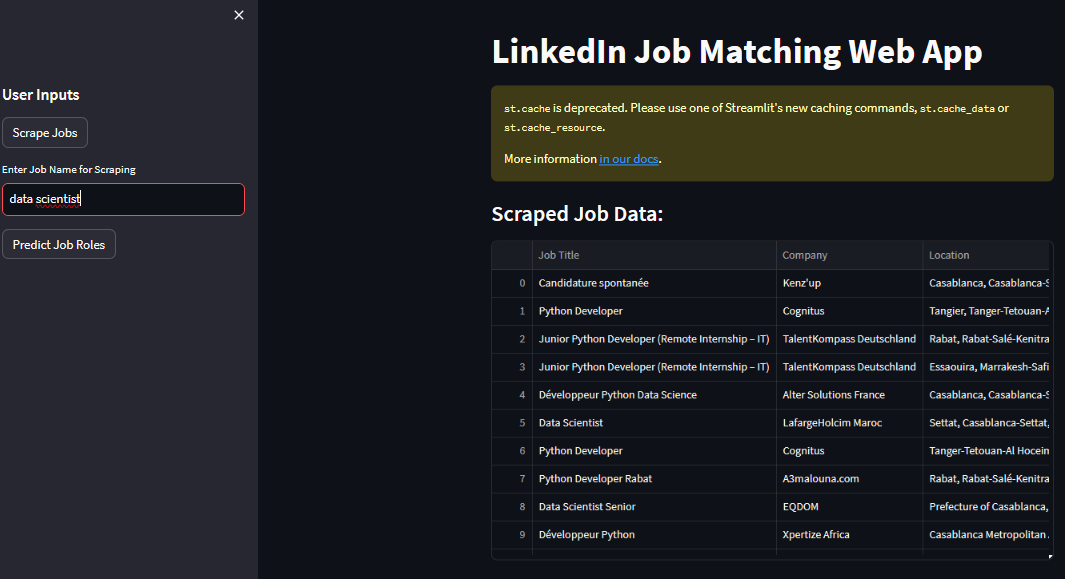 User Inputs
Scrape Jobs
Enter Job Name for Scraping
data scientist
Predict Job Roles
LinkedIn Job Matching Web App
st.cache is deprecated. Please use one of Streamlit's new caching commands, st.cache_data or
st.cache_resource.
More information in our docs.
Scraped Job Data:
Job Title Company Location
0 Candidature spontanée Kenz'up Casablanca, Casablanca-S
1 Python Developer Cognitus Tangier, Tanger-Tetouan-A
2 Junior Python Developer (Remote Internship – IT) TalentKompass Deutschland Rabat, Rabat-Salé-Kenitra
3 Junior Python Developer (Remote Internship – IT) TalentKompass Deutschland Essaouira, Marrakesh-Safi
4 Développeur Python Data Science Alter Solutions France Casablanca, Casablanca-S
5 Data Scientist LafargeHolcim Maroc Settat, Casablanca-Settat,
6 Python Developer Cognitus Tanger-Tetouan-Al Hoceim
7 Python Developer Rabat A3malouna.com Rabat, Rabat-Salé-Kenitra
8 Data Scientist Senior EQDOM Prefecture of Casablanca,
9 Développeur Python Xpertize Africa Casablanca Metropolitan